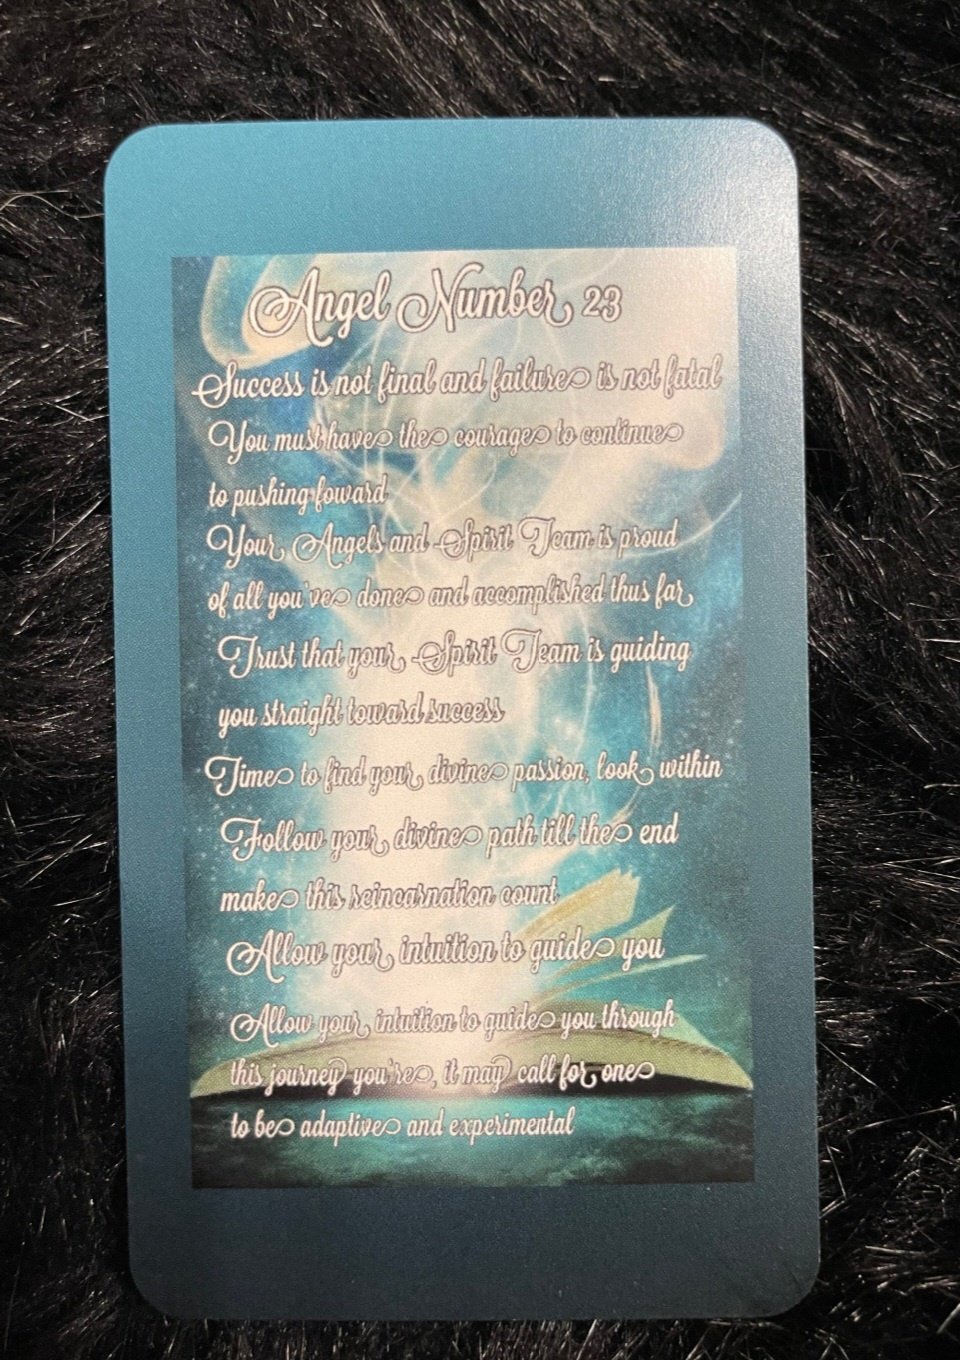 Angel Number 23
Success is not final and failure is not fatal
You must have the courage to continue
to pushing foward
Your Angels and Spirit Team is proud
of all you've done and accomplished thus far
Trust that your Spirit Team is guiding
you straight toward success
Time to find your divine passion, look within
Follow your divine path till the end
make this reincarnation count
Allow your intuition to guide you
Allow your intuition to guide you through
this journey you're, it may call for one
to be adaptive and experimental